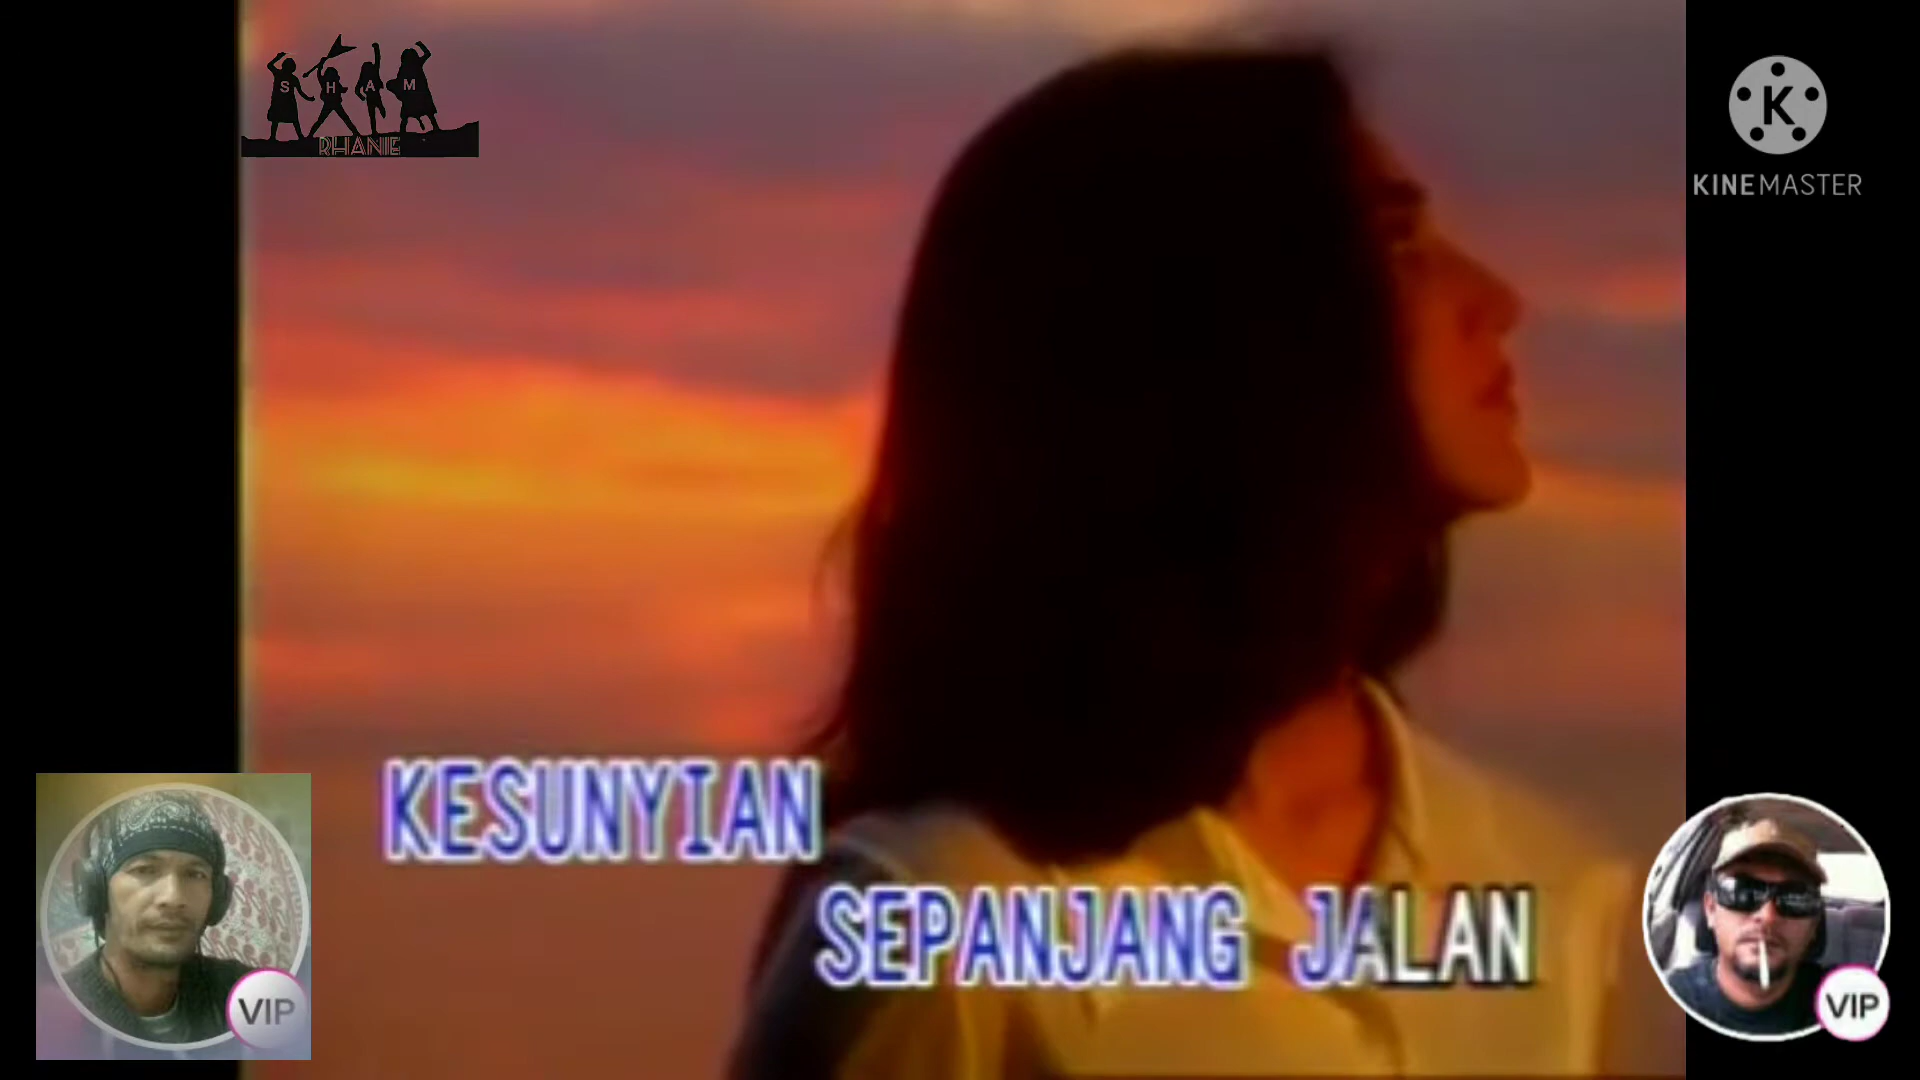 S H A M
RHANIE
K
KINEMASTER
KESUNYIAN
SEPANJANG JALAN
VIP
VIP